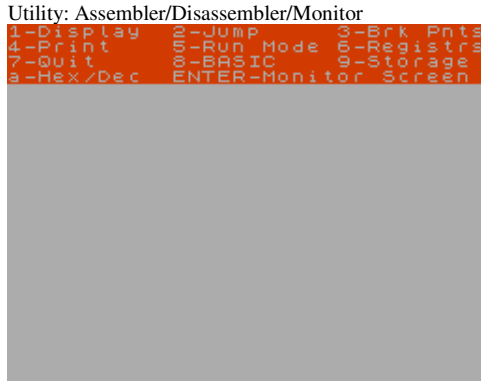 Utility: Assembler/Disassembler/Monitor
1-Display 2-Jump 3-Brk Pnts
4-Print 5-Run Mode 6-Registrs
7-Quit 8-BASIC 9-Storage
a-Hex/Dec ENTER-Monitor Screen